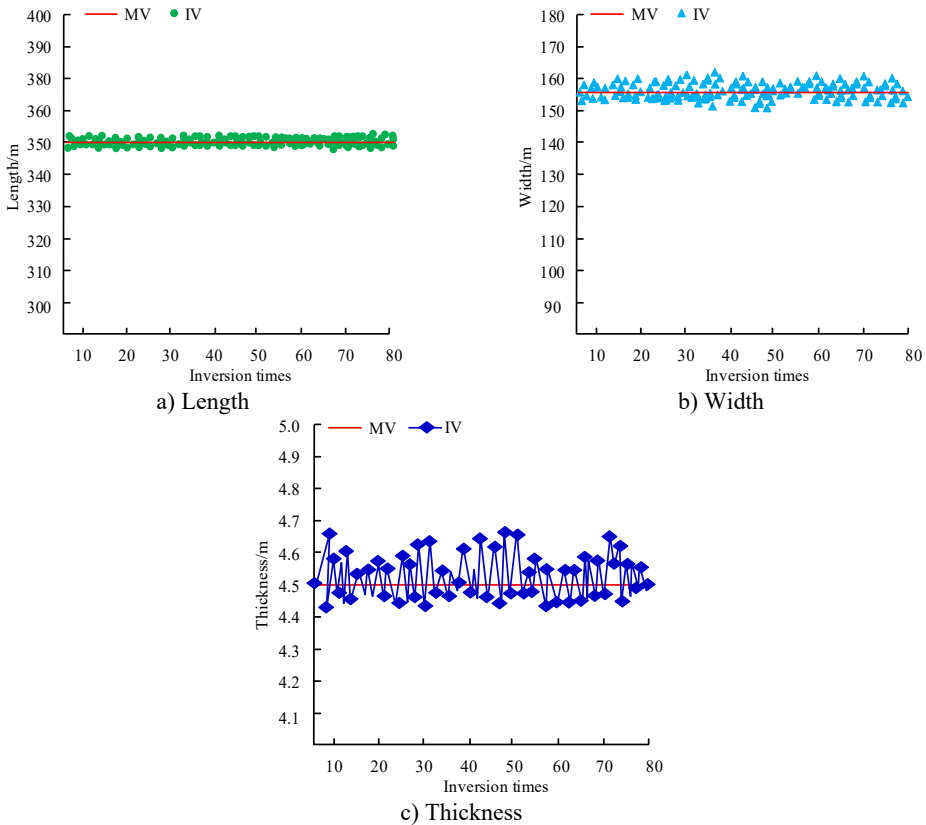 MV IV
400
390
380
370
360
350
340
330
320
310
300
Length/m
10 20 30 40 50 60 70 80
Inversion times
a) Length
MV IV
180
170
160
150
140
130
120
110
100
90
Width/m
10 20 30 40 50 60 70 80
Inversion times
b) Width
MV IV
5.0
4.9
4.8
4.7
4.6
4.5
4.4
4.3
4.2
4.1
Thickness/m
10 20 30 40 50 60 70 80
Inversion times
c) Thickness